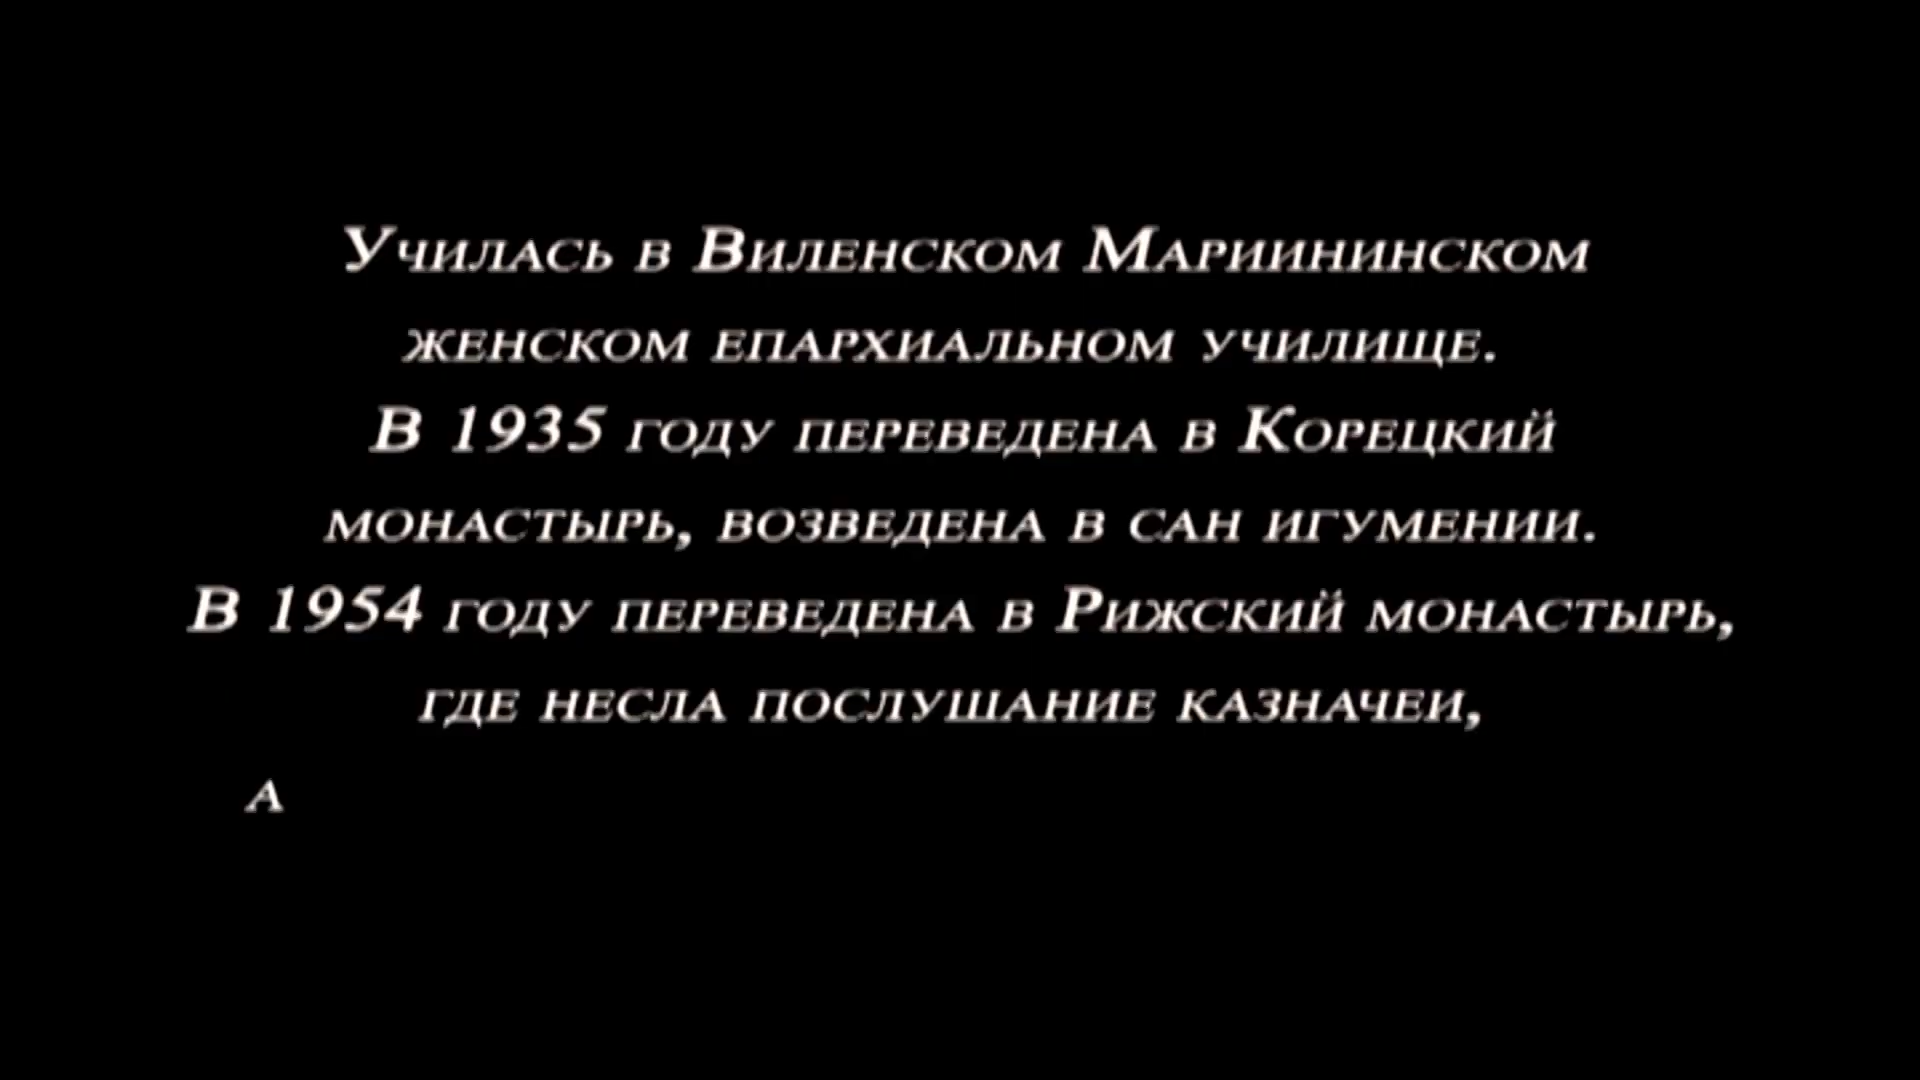 Училась в Виленском Мариининском
женском епархиальном училище.
В 1935 году переведена в Корецкий
монастырь, возведена в сан игумении.
В 1954 году переведена в Рижский монастырь,
где несла послушание казначеи,
а